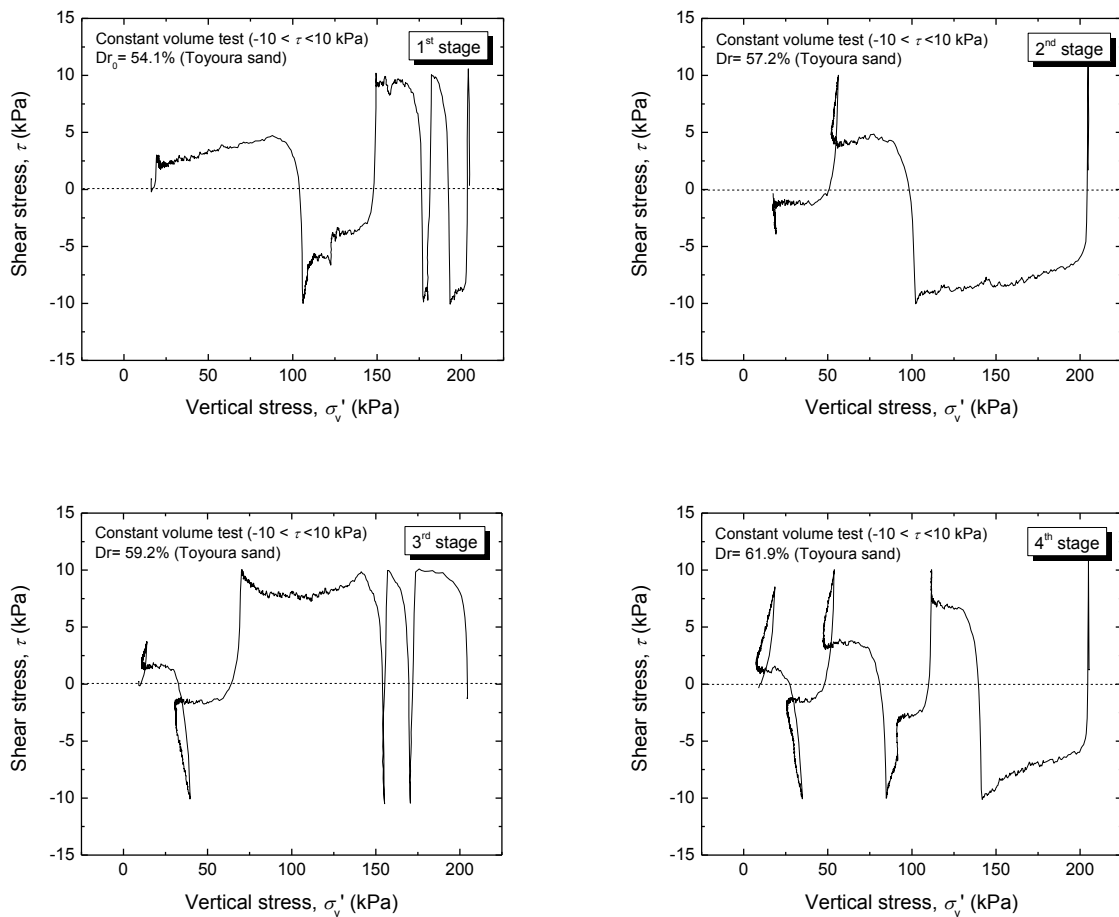 Constant volume test (-10 < τ <10 kPa)
Dr₀= 54.1% (Toyoura sand)
1st stage
15
10
5
0
-5
-10
-15
Shear stress, τ (kPa)
0 50 100 150 200
Vertical stress, σv' (kPa)
Constant volume test (-10 < τ <10 kPa)
Dr= 57.2% (Toyoura sand)
2nd stage
15
10
5
0
-5
-10
-15
Shear stress, τ (kPa)
0 50 100 150 200
Vertical stress, σv' (kPa)
Constant volume test (-10 < τ <10 kPa)
Dr= 59.2% (Toyoura sand)
3rd stage
15
10
5
0
-5
-10
-15
Shear stress, τ (kPa)
0 50 100 150 200
Vertical stress, σv' (kPa)
Constant volume test (-10 < τ <10 kPa)
Dr= 61.9% (Toyoura sand)
4th stage
15
10
5
0
-5
-10
-15
Shear stress, τ (kPa)
0 50 100 150 200
Vertical stress, σv' (kPa)